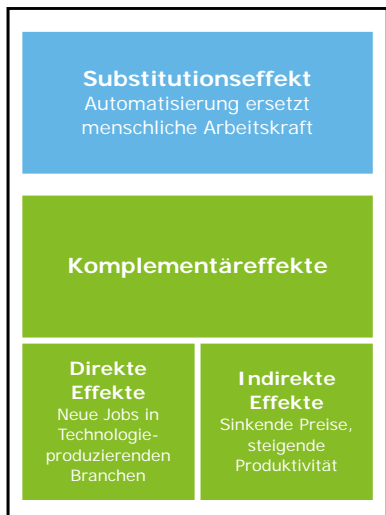 Substitutionseffekt
Automatisierung ersetzt
menschliche Arbeitskraft
Komplementäreffekte
Direkte
Effekte
Neue Jobs in
Technologie-
produzierenden
Branchen
Indirekte
Effekte
Sinkende Preise,
steigende
Produktivität